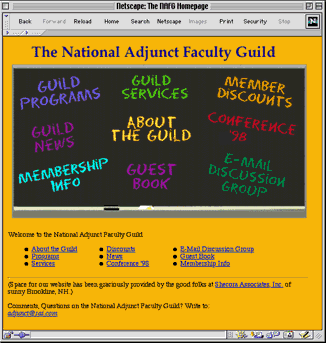 Netscape: The NAFG Homepage
Back Forward Reload Home Search Netscape Images Print Security Stop
N
The National Adjunct Faculty Guild
GUILD PROGRAMS
GUILD SERVICES
MEMBER DISCOUNTS
GUILD NEWS
ABOUT THE GUILD
CONFERENCE '98
MEMBERSHIP INFO
GUEST BOOK
E-MAIL DISCUSSION GROUP
Welcome to the National Adjunct Faculty Guild
About the Guild Discounts E-Mail Discussion Group
Programs News Guest Book
Services Conference '98 Membership Info
(Space for our website has been graciously provided by the good folks at Shecora Associates, Inc. of
sunny Brookline, NH.)
Comments, Questions on the National Adjunct Faculty Guild? Write to: